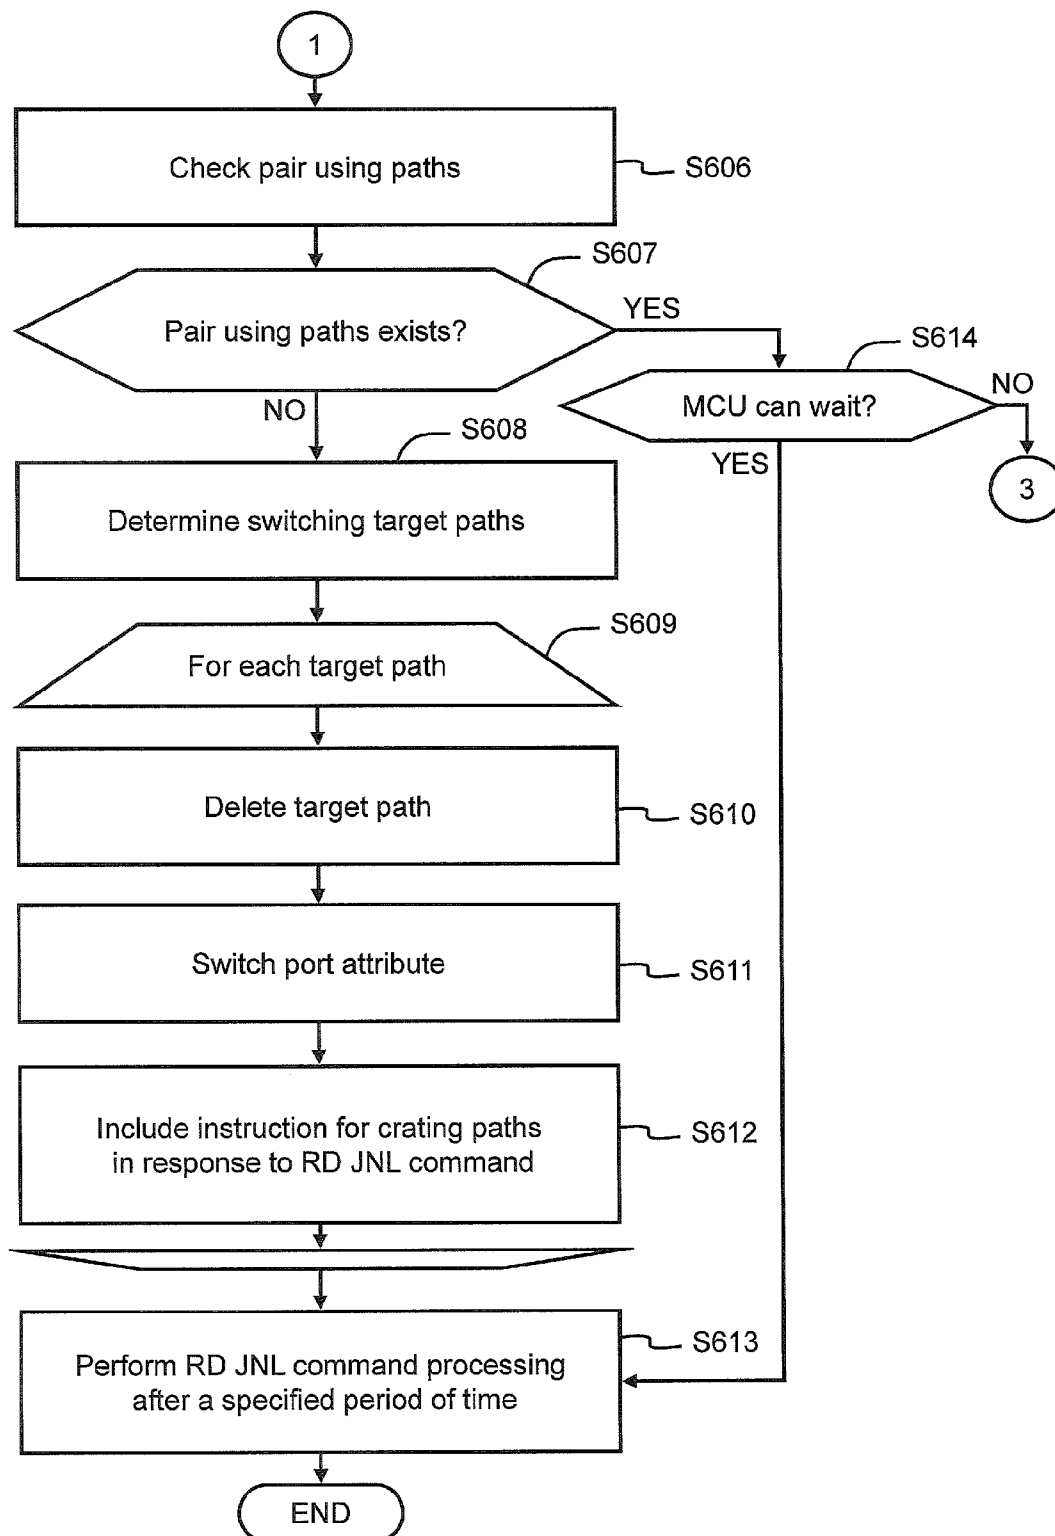 1
Check pair using paths
S606
S607
Pair using paths exists?
YES
S614
MCU can wait?
NO
3
NO
YES
S608
Determine switching target paths
S609
For each target path
Delete target path
S610
Switch port attribute
S611
Include instruction for crating paths
in response to RD JNL command
S612
S613
Perform RD JNL command processing
after a specified period of time
END